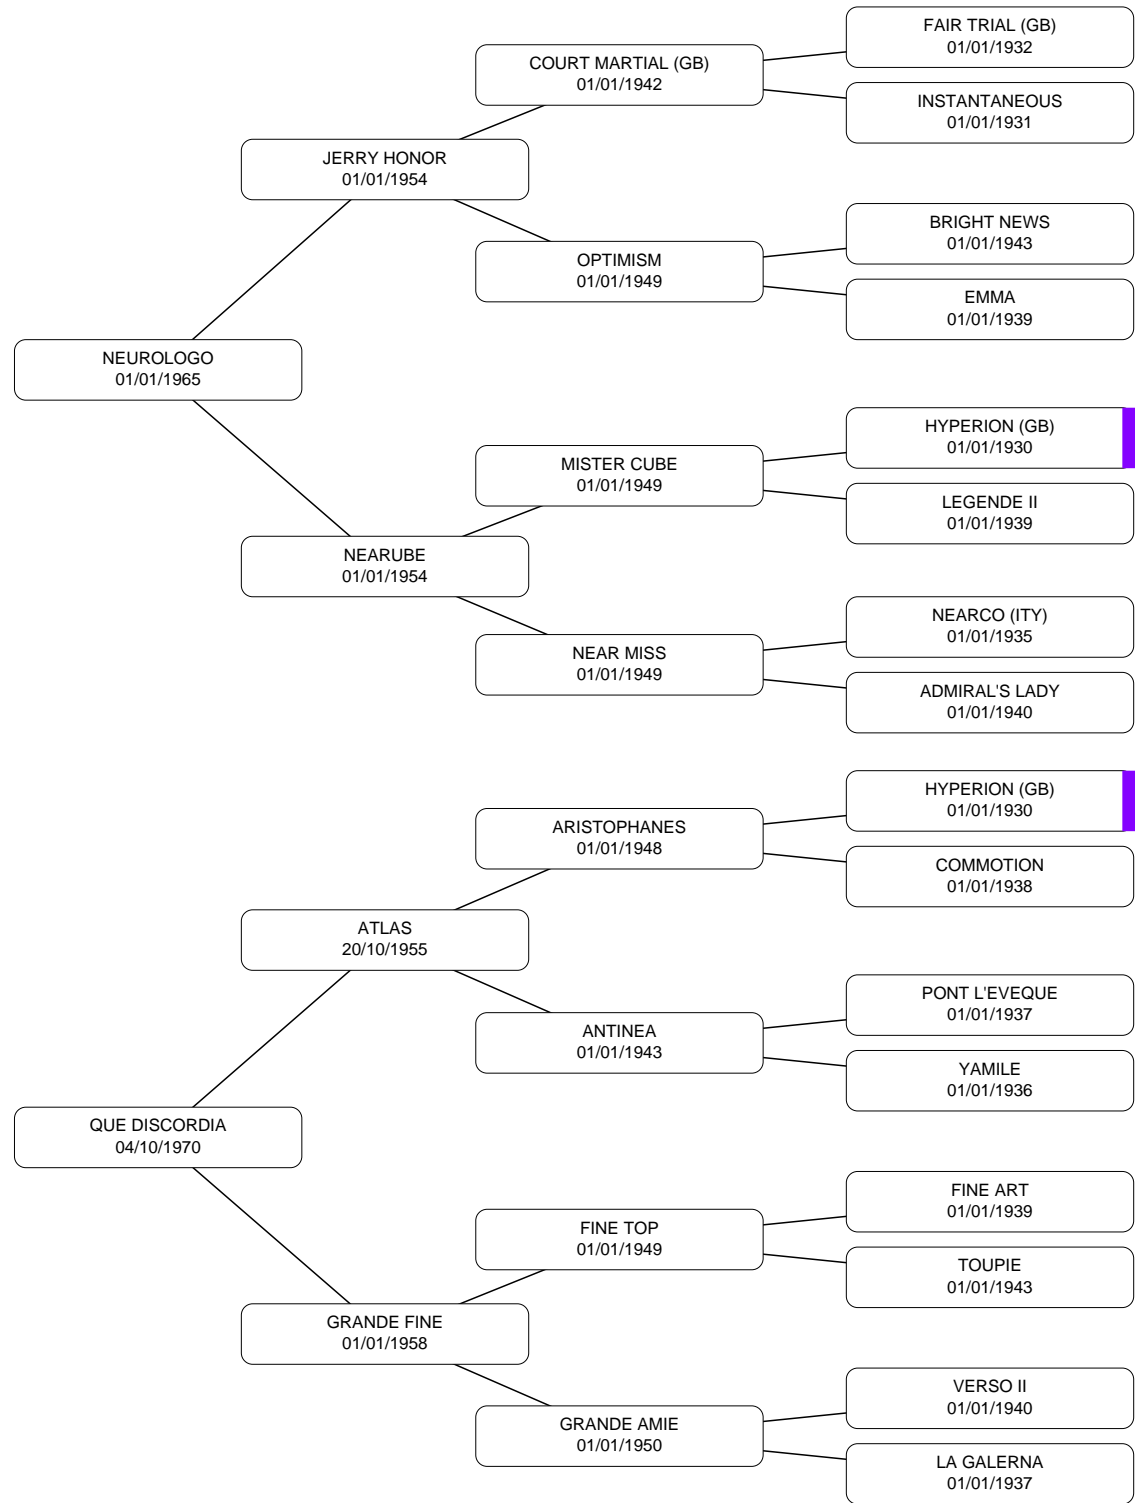 FAIR TRIAL (GB)
01/01/1932
COURT MARTIAL (GB)
01/01/1942
INSTANTANEOUS
01/01/1931
JERRY HONOR
01/01/1954
BRIGHT NEWS
01/01/1943
OPTIMISM
01/01/1949
EMMA
01/01/1939
NEUROLOGO
01/01/1965
HYPERION (GB)
01/01/1930
MISTER CUBE
01/01/1949
LEGENDE II
01/01/1939
NEARUBE
01/01/1954
NEARCO (ITY)
01/01/1935
NEAR MISS
01/01/1949
ADMIRAL'S LADY
01/01/1940
HYPERION (GB)
01/01/1930
ARISTOPHANES
01/01/1948
COMMOTION
01/01/1938
ATLAS
20/10/1955
PONT L'EVEQUE
01/01/1937
ANTINEA
01/01/1943
YAMILE
01/01/1936
QUE DISCORDIA
04/10/1970
FINE ART
01/01/1939
FINE TOP
01/01/1949
TOUPIE
01/01/1943
GRANDE FINE
01/01/1958
VERSO II
01/01/1940
GRANDE AMIE
01/01/1950
LA GALERNA
01/01/1937